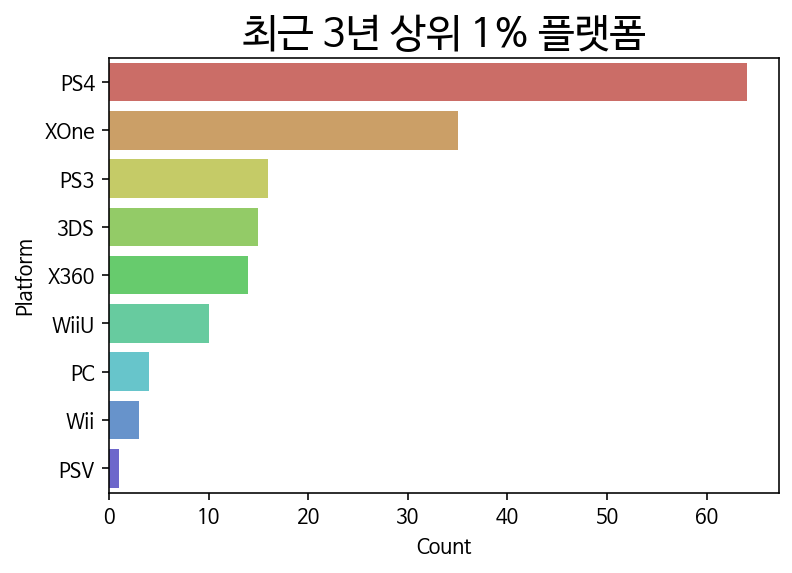 최근 3년 상위 1% 플랫폼
Platform
PS4
XOne
PS3
3DS
X360
WiiU
PC
Wii
PSV
0 10 20 30 40 50 60
Count